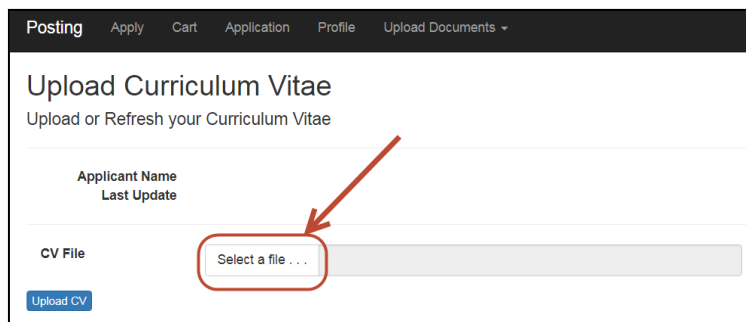 Posting Apply Cart Application Profile Upload Documents
Upload Curriculum Vitae
Upload or Refresh your Curriculum Vitae
Applicant Name
Last Update
CV File Select a file . . .
Upload CV